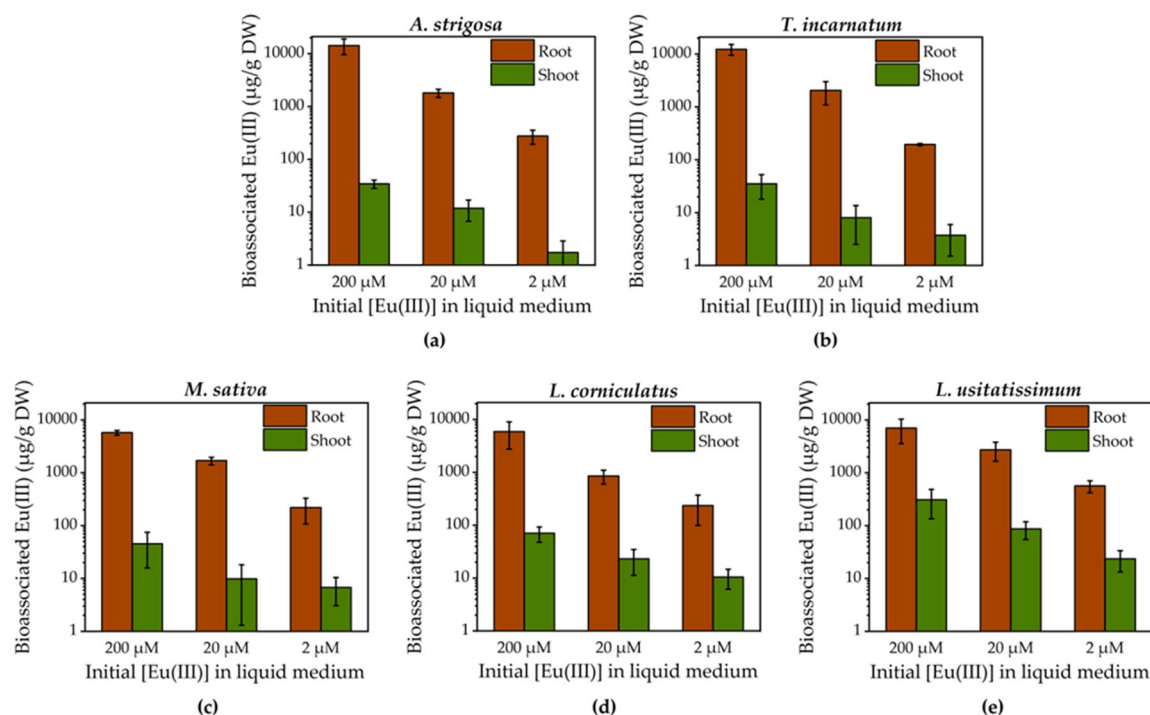 A. strigosa
Bioassociated Eu(III) (µg/g DW)
10000
1000
100
10
1
Root
Shoot
200 µM 20 µM 2 µM
Initial [Eu(III)] in liquid medium
(a)
T. incarnatum
Bioassociated Eu(III) (µg/g DW)
10000
1000
100
10
1
Root
Shoot
200 µM 20 µM 2 µM
Initial [Eu(III)] in liquid medium
(b)
M. sativa
Bioassociated Eu(III) (µg/g DW)
10000
1000
100
10
1
Root
Shoot
200 µM 20 µM 2 µM
Initial [Eu(III)] in liquid medium
(c)
L. corniculatus
Bioassociated Eu(III) (µg/g DW)
10000
1000
100
10
1
Root
Shoot
200 µM 20 µM 2 µM
Initial [Eu(III)] in liquid medium
(d)
L. usitatissimum
Bioassociated Eu(III) (µg/g DW)
10000
1000
100
10
1
Root
Shoot
200 µM 20 µM 2 µM
Initial [Eu(III)] in liquid medium
(e)